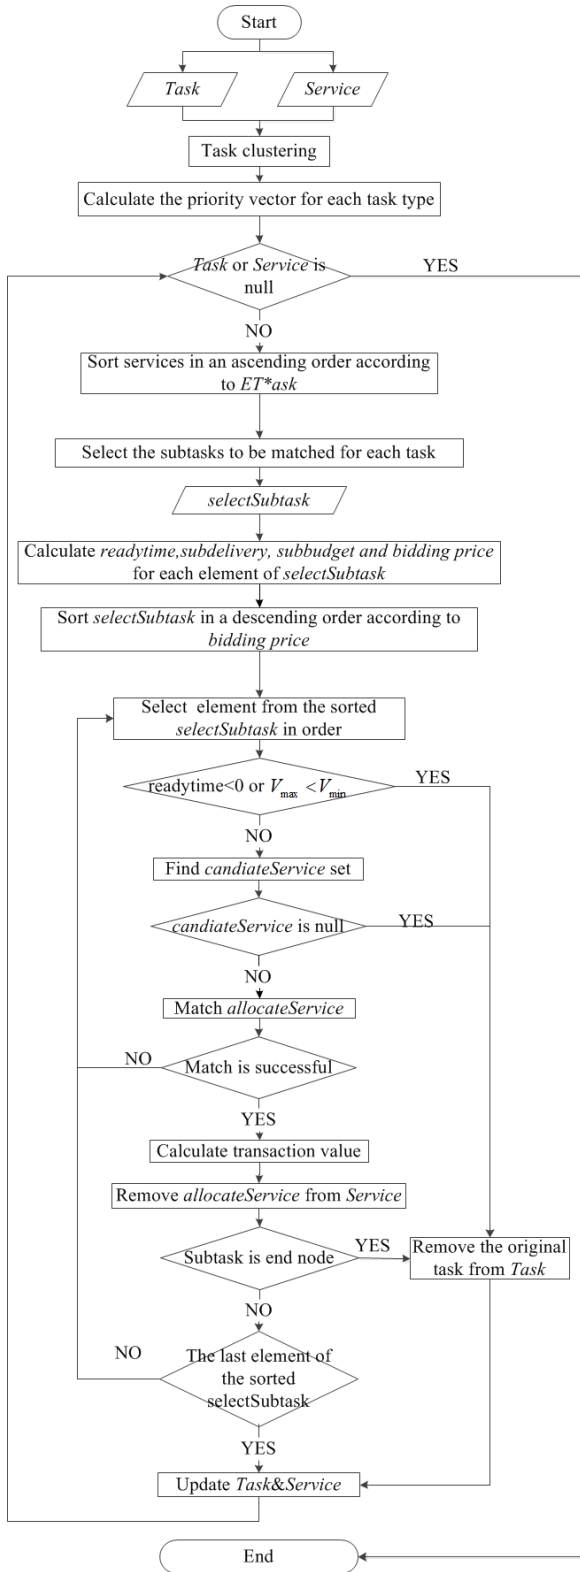 Start
Task
Service
Task clustering
Calculate the priority vector for each task type
Task or Service is
null
YES
NO
Sort services in an ascending order according
to ET*ask
Select the subtasks to be matched for each task
selectSubtask
Calculate readytime,subdelivery, subbudget and bidding price
for each element of selectSubtask
Sort selectSubtask in a descending order according to
bidding price
Select element from the sorted
selectSubtask in order
readytime<0 or Vmax < Vmin
YES
NO
Find candiateService set
candiateService is null
YES
NO
Match allocateService
NO
Match is successful
YES
Calculate transaction value
Remove allocateService from Service
Subtask is end node
YES
Remove the original
task from Task
NO
NO
The last element of
the sorted
selectSubtask
YES
Update Task&Service
End